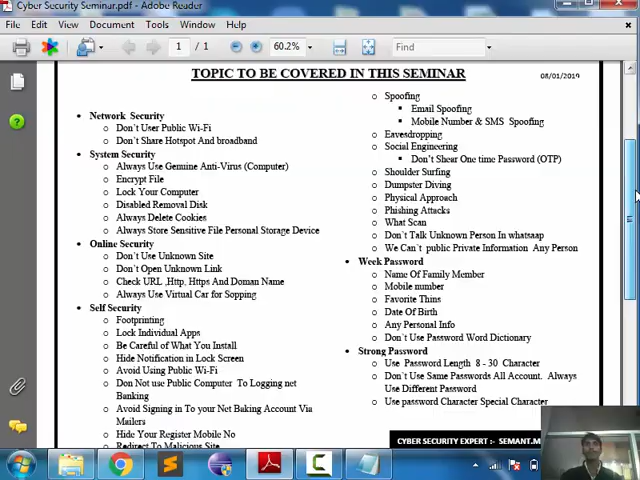 Cyber Security Seminar.pdf - Adobe Reader
File Edit View Document Tools Window Help
1 / 1 60.2% Find
TOPIC TO BE COVERED IN THIS SEMINAR
08/01/2019
Network Security
Don't User Public Wi-Fi
Don't Share Hotspot And broadband
System Security
Always Use Genuine Anti-Virus (Computer)
Encrypt File
Lock Your Computer
Disabled Removal Disk
Always Delete Cookies
Always Store Sensitive File Personal Storage Device
Online Security
Don't Use Unknown Site
Don't Open Unknown Link
Check URL ,Http, Https And Doman Name
Always Use Virtual Car for Sopping
Self Security
Footprinting
Lock Individual Apps
Be Careful of What You Install
Hide Notification in Lock Screen
Avoid Using Public Wi-Fi
Don Not use Public Computer To Logging net
Banking
Avoid Signing in To your Net Baking Account Via
Mailers
Hide Your Register Mobile No
Redirect To Malicious Site
Spoofing
Email Spoofing
Mobile Number & SMS Spoofing
Eavesdropping
Social Engineering
Don't Shear One time Password (OTP)
Shoulder Surfing
Dumpster Diving
Physical Approach
Phishing Attacks
What Scan
Don't Talk Unknown Person In whatsaap
We Can't public Private Information Any Person
Week Password
Name Of Family Member
Mobile number
Favorite Thins
Date Of Birth
Any Personal Info
Don't Use Password Word Dictionary
Strong Password
Use Password Length 8 - 30 Character
Don't Use Same Passwords All Account. Always
Use Different Password
Use password Character Special Character
CYBER SECURITY EXPERT :- SEMANT.M